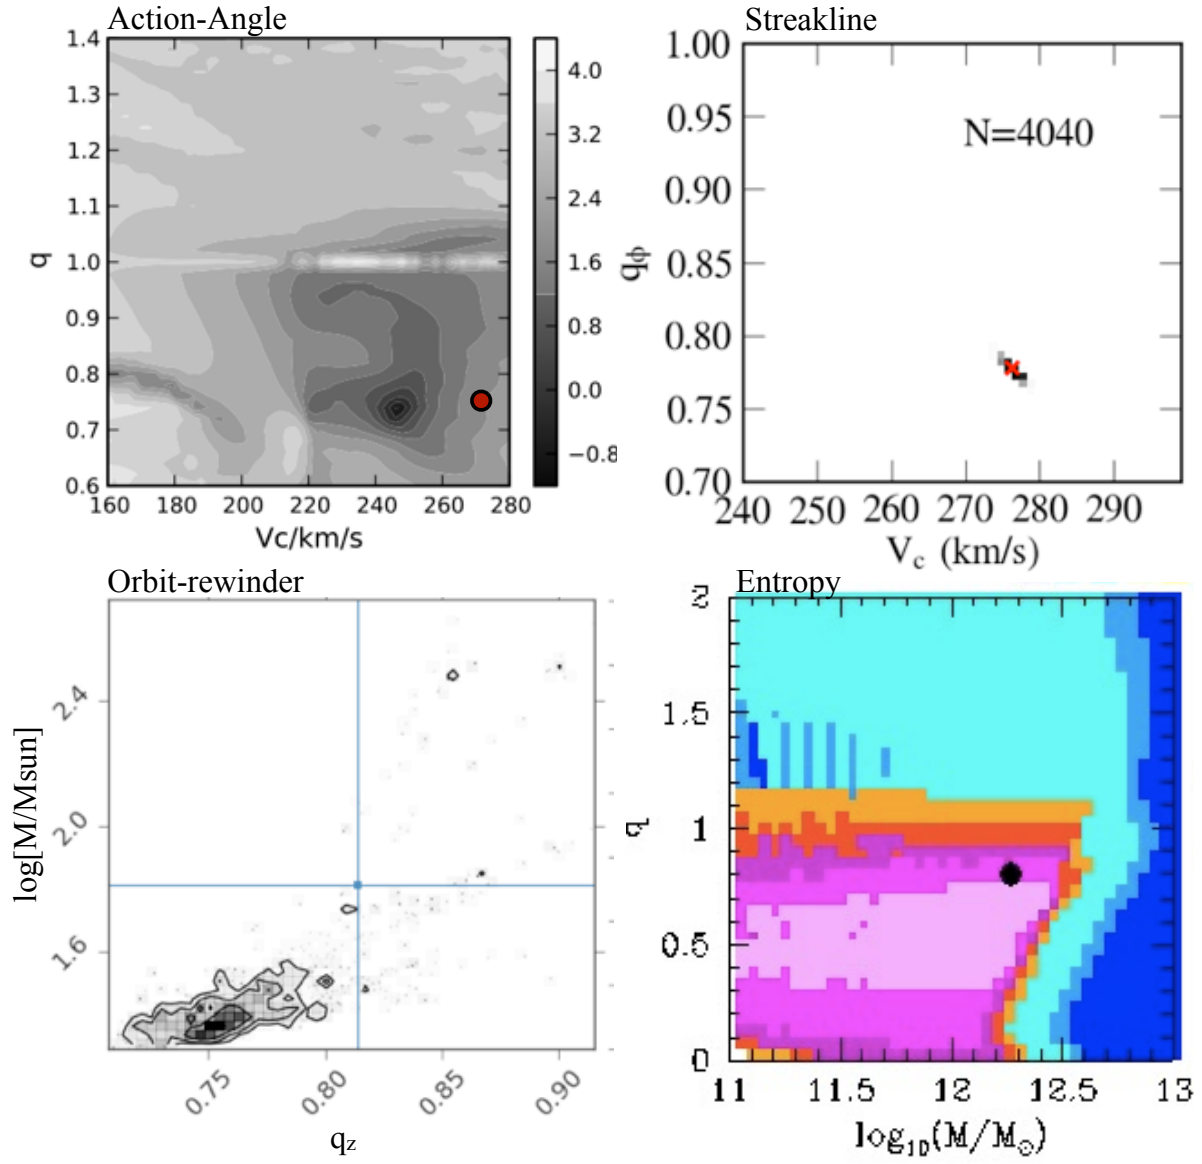 Action-Angle
1.4
1.3
1.2
1.1
1.0
0.9
0.8
0.7
0.6
q
160 180 200 220 240 260 280
Vc/km/s
4.0
3.2
2.4
1.6
0.8
0.0
−0.8
Streakline
1.00
0.95
0.90
0.85
0.80
0.75
0.70
qϕ
N=4040
240 250 260 270 280 290
Vc (km/s)
Orbit-rewinder
log[M/Msun]
2.4
2.0
1.6
0.75 0.80 0.85 0.90
qz
Entropy
2
1.5
1
0.5
0
q
11 11.5 12 12.5 13
log10(M/M☉)